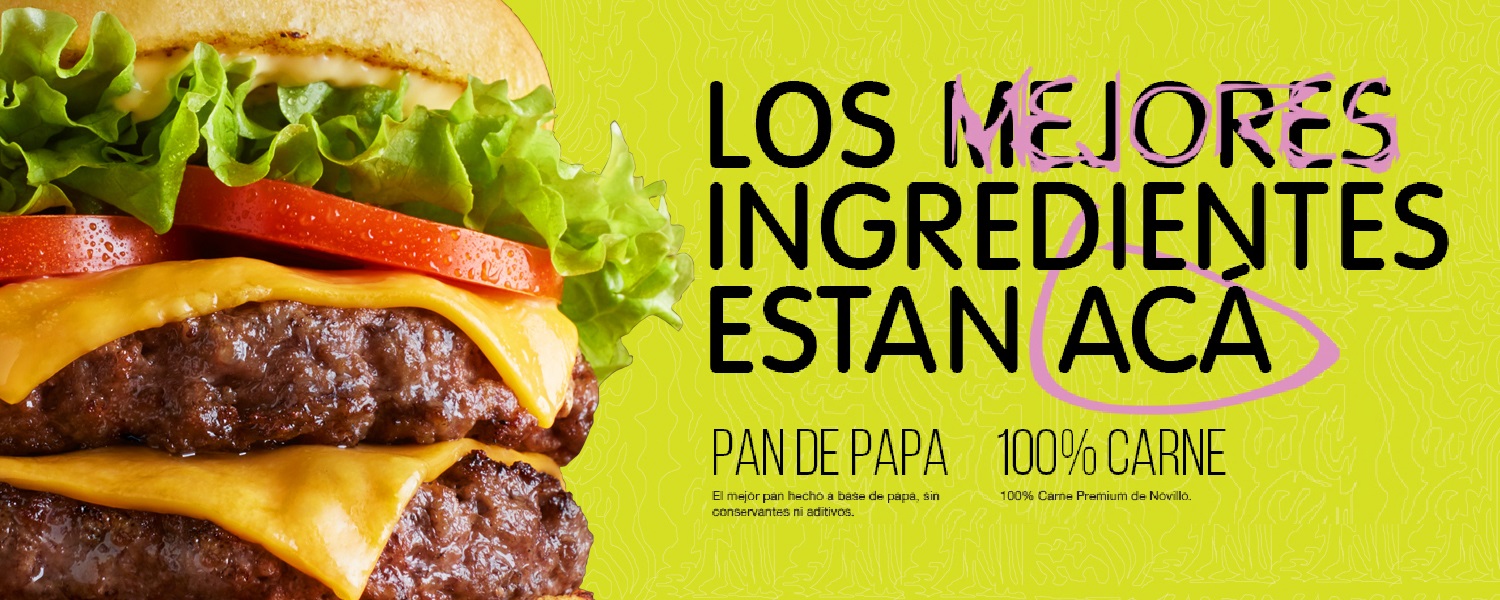 LOS MEJORES
INGREDIENTES
ESTAN ACÁ
PAN DE PAPA
El mejor pan hecho a base de papa, sin
conservantes ni aditivos.
100% CARNE
100% Carne Premium de Novillo.